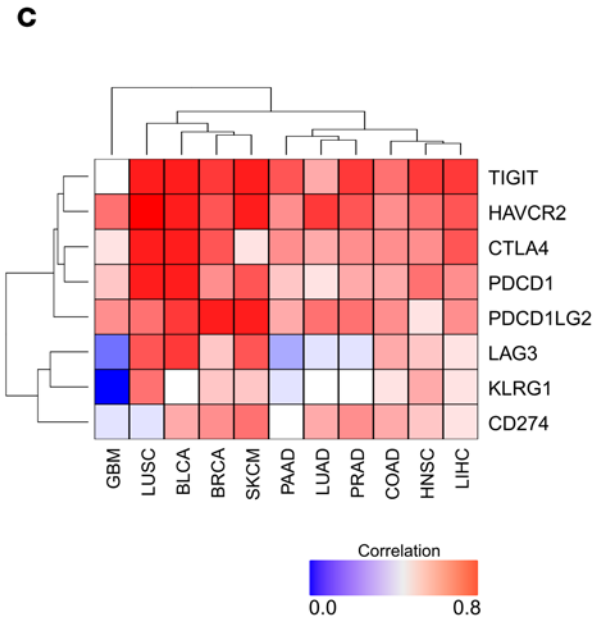 c
TIGIT
HAVCR2
CTLA4
PDCD1
PDCD1LG2
LAG3
KLRG1
CD274
GBM
LUSC
BLCA
BRCA
SKCM
PAAD
LUAD
PRAD
COAD
HNSC
LIHC
Correlation
0.0 0.8